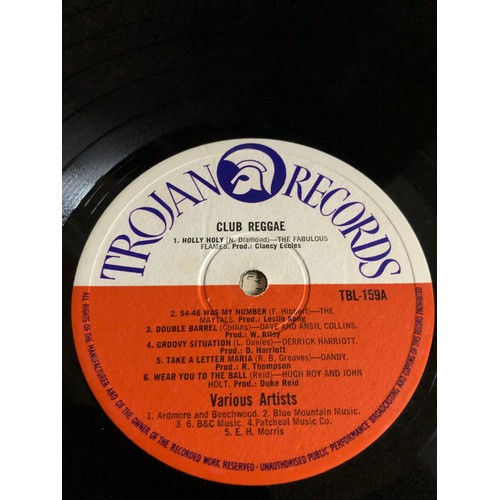 TROJAN RECORDS
CLUB REGGAE
1. HOLLY HOLY (N. Diamond)—THE FABULOUS
FLAMES. Prod.: Clancy Eccles
TBL-159A
2. 54-46 WAS MY NUMBER (F. Hibbert)—THE
MAYTALS. Prod.: Leslie Kong
3. DOUBLE BARREL (Collins)—DAVE AND ANSIL COLLINS.
Prod.: W. Riley
4. GROOVY SITUATION (L. Davies)—DERRICK HARRIOTT.
Prod.: D. Harriott
5. TAKE A LETTER MARIA (R. B. Greaves)—DANDY.
Prod.: R. Thompson
6. WEAR YOU TO THE BALL (Reid)—HUGH ROY AND JOHN
HOLT. Prod.: Duke Reid
Various Artists
1. Ardmore and Beechwood. 2. Blue Mountain Music.
3. 6. B&C Music. 4. Patcheal Music Co.
5. E. H. Morris
ALL RIGHTS OF THE MANUFACTURER AND OF THE OWNER OF THE RECORDED WORK RESERVED · UNAUTHORISED PUBLIC PERFORMANCE BROADCASTING AND COPYING OF THIS RECORD PROHIBITED